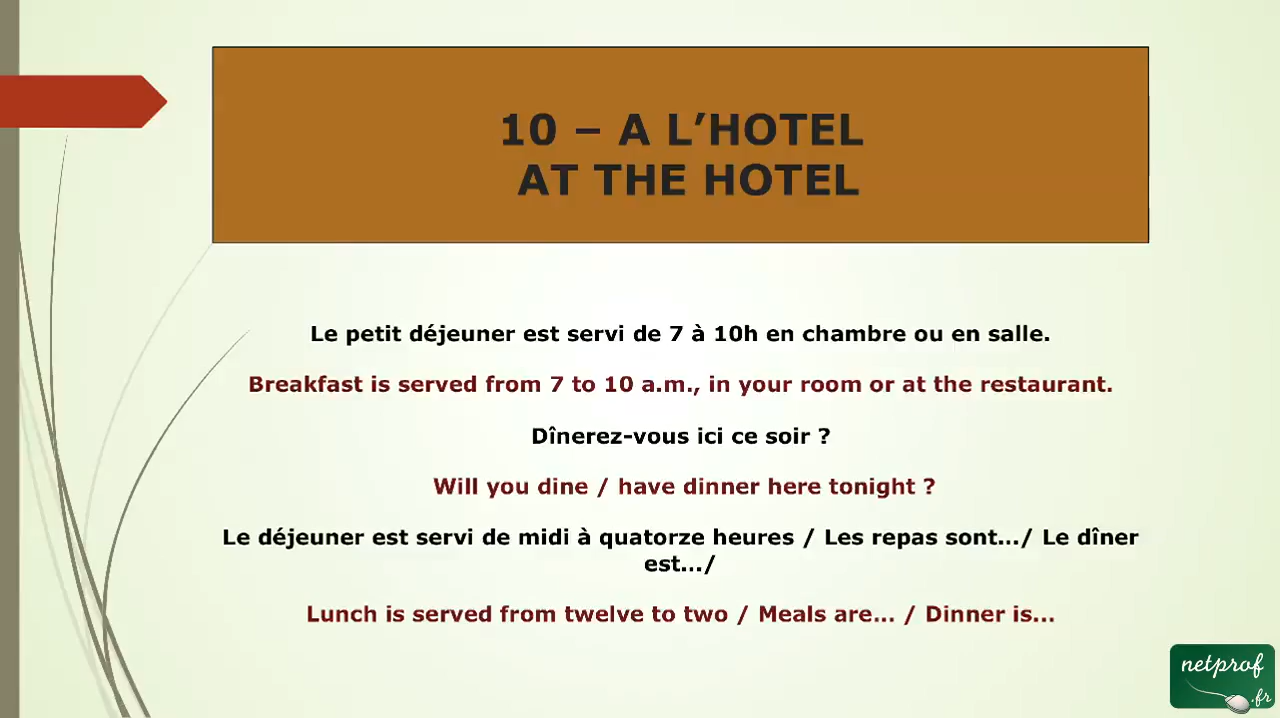 10 – A L’HOTEL
AT THE HOTEL
Le petit déjeuner est servi de 7 à 10h en chambre ou en salle.
Breakfast is served from 7 to 10 a.m., in your room or at the restaurant.
Dînerez-vous ici ce soir ?
Will you dine / have dinner here tonight ?
Le déjeuner est servi de midi à quatorze heures / Les repas sont.../ Le dîner
est.../
Lunch is served from twelve to two / Meals are... / Dinner is...
netprof
.fr